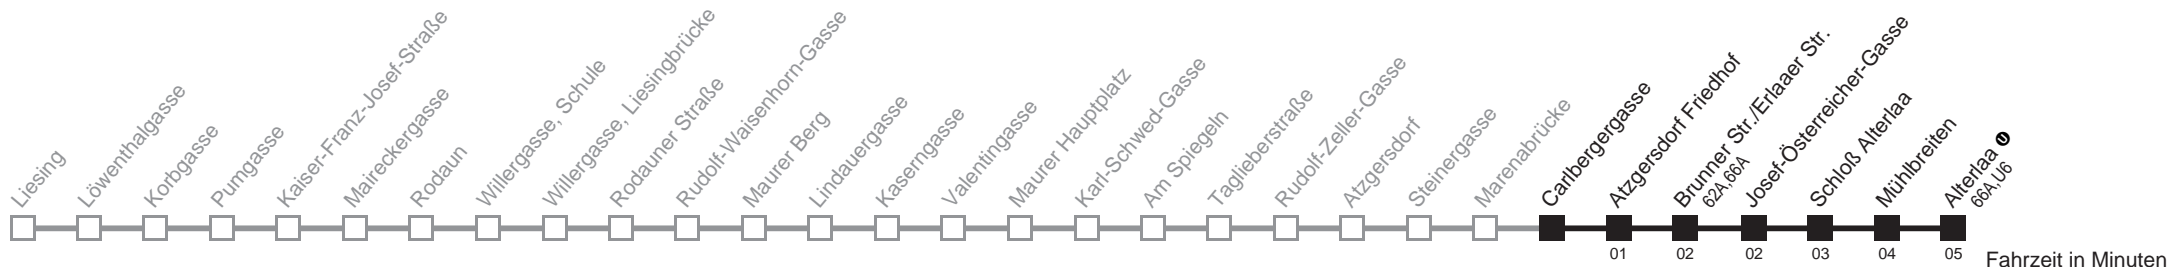 Liesing
Löwenthalgasse
Korbgasse
Purngasse
Kaiser-Franz-Josef-Straße
Maireckergasse
Rodaun
Willergasse, Schule
Willergasse, Liesingbrücke
Rodauner Straße
Rudolf-Waisenhorn-Gasse
Maurer Berg
Lindauergasse
Kaserngasse
Valentingasse
Maurer Hauptplatz
Karl-Schwed-Gasse
Am Spiegeln
Taglieberstraße
Rudolf-Zeller-Gasse
Atzgersdorf
Steinergasse
Marenabrücke
Carlbergergasse
Atzgersdorf Friedhof
Brunner Str./Erlaaer Str.
62A,66A
Josef-Österreicher-Gasse
Schloß Alterlaa
Mühlbreiten
Alterlaa U
66A,U6
01 02 02 03 04 05
Fahrzeit in Minuten